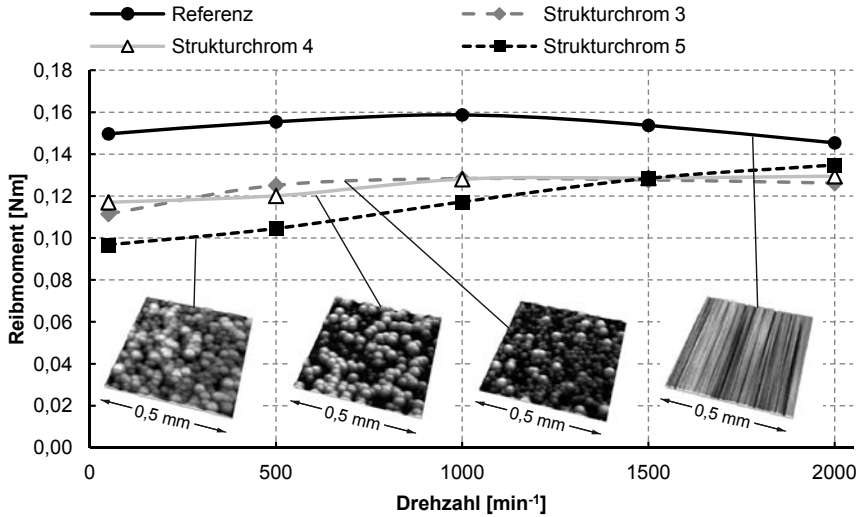 Referenz
Strukturchrom 3
Strukturchrom 4
Strukturchrom 5
Reibmoment [Nm]
0,18
0,16
0,14
0,12
0,10
0,08
0,06
0,04
0,02
0,00
0,5 mm
0,5 mm
0,5 mm
0,5 mm
0
500
1000
1500
2000
Drehzahl [min⁻¹]